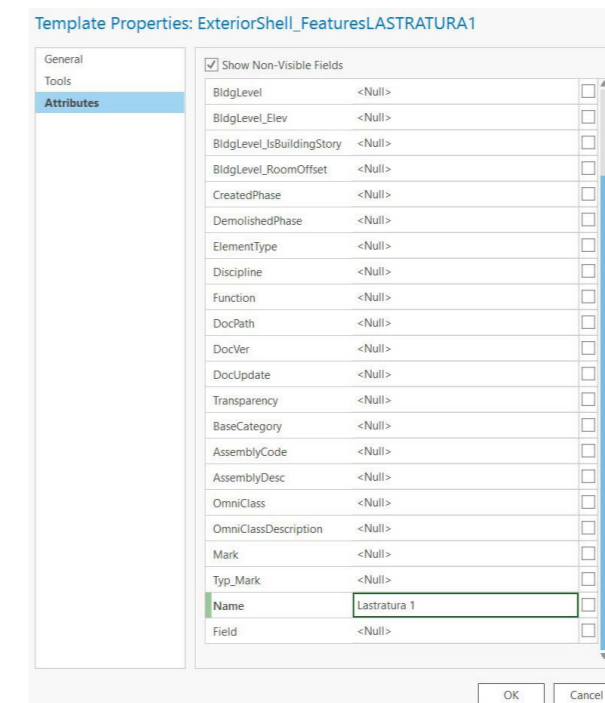 Template Properties: ExteriorShell_FeaturesLASTRATURA1
General
Tools
Attributes
Show Non-Visible Fields
BldgLevel <Null>
BldgLevel_Elev <Null>
BldgLevel_IsBuildingStory <Null>
BldgLevel_RoomOffset <Null>
CreatedPhase <Null>
DemolishedPhase <Null>
ElementType <Null>
Discipline <Null>
Function <Null>
DocPath <Null>
DocVer <Null>
DocUpdate <Null>
Transparency <Null>
BaseCategory <Null>
AssemblyCode <Null>
AssemblyDesc <Null>
OmniClass <Null>
OmniClassDescription <Null>
Mark <Null>
Typ_Mark <Null>
Name Lastratura 1
Field <Null>
OK Cancel